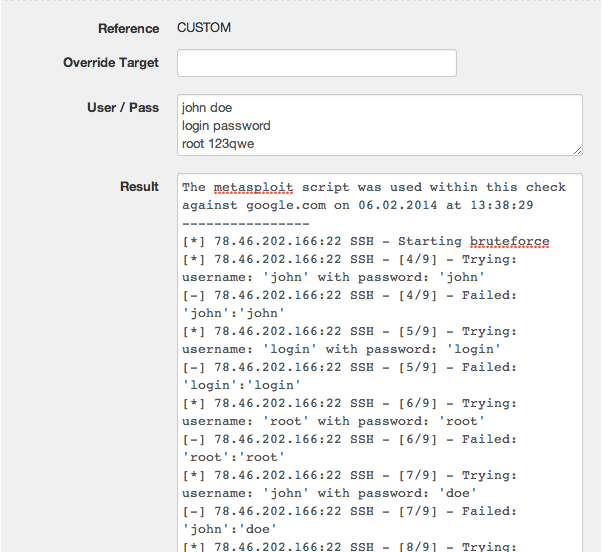 Reference CUSTOM
Override Target
User / Pass
john doe
login password
root 123qwe
Result
The metasploit script was used within this check
against google.com on 06.02.2014 at 13:38:29
---------------
[*] 78.46.202.166:22 SSH - Starting bruteforce
[*] 78.46.202.166:22 SSH - [4/9] - Trying:
username: 'john' with password: 'john'
[-] 78.46.202.166:22 SSH - [4/9] - Failed:
'john':'john'
[*] 78.46.202.166:22 SSH - [5/9] - Trying:
username: 'login' with password: 'login'
[-] 78.46.202.166:22 SSH - [5/9] - Failed:
'login':'login'
[*] 78.46.202.166:22 SSH - [6/9] - Trying:
username: 'root' with password: 'root'
[-] 78.46.202.166:22 SSH - [6/9] - Failed:
'root':'root'
[*] 78.46.202.166:22 SSH - [7/9] - Trying:
username: 'john' with password: 'doe'
[-] 78.46.202.166:22 SSH - [7/9] - Failed:
'john':'doe'
[*] 78.46.202.166:22 SSH - [8/9] - Trying: